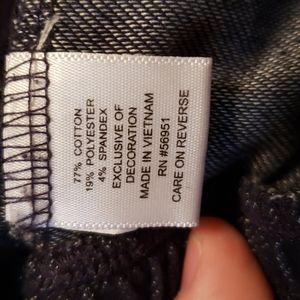 77% COTTON
19% POLYESTER
4% SPANDEX
EXCLUSIVE OF
DECORATION
MADE IN VIETNAM
RN #56951
CARE ON REVERSE